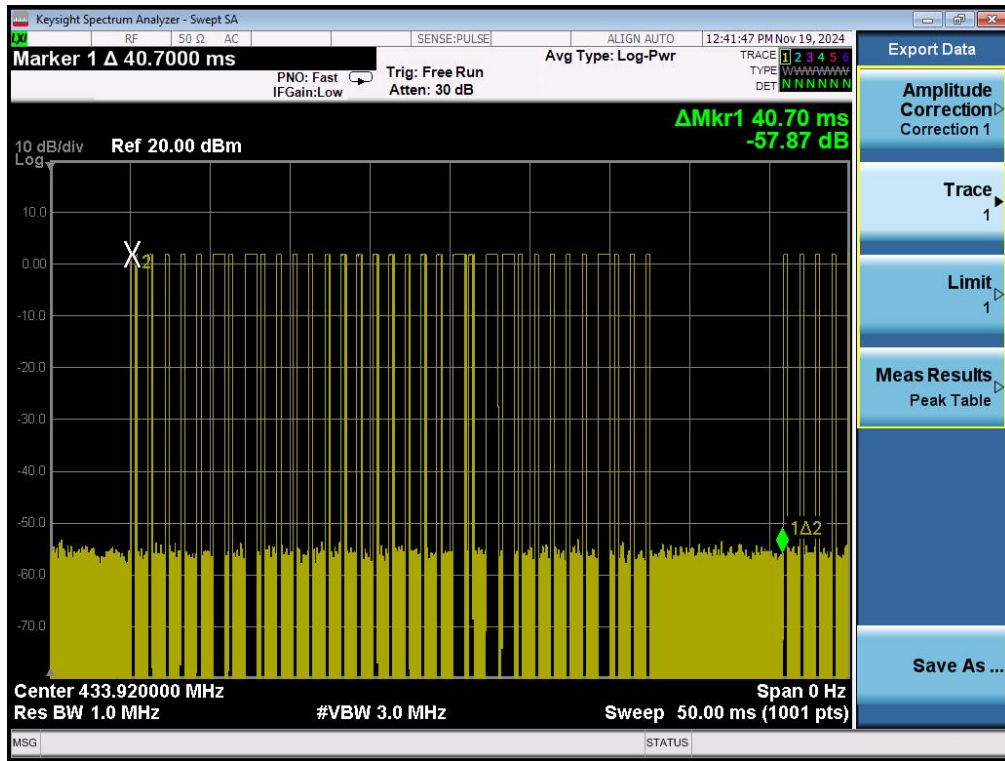 Keysight Spectrum Analyzer - Swept SA
LXI RF 50 Ω AC SENSE:PULSE ALIGN AUTO 12:41:47 PM Nov 19, 2024
Marker 1 Δ 40.7000 ms
PNO: Fast
IFGain:Low
Trig: Free Run
Atten: 30 dB
Avg Type: Log-Pwr
TRACE 1 2 3 4 5 6
TYPE WWWWWW
DET N N N N N N
ΔMkr1 40.70 ms
-57.87 dB
10 dB/div Ref 20.00 dBm
Log
10.0
0.00
-10.0
-20.0
-30.0
-40.0
-50.0
-60.0
-70.0
X2
1Δ2
Center 433.920000 MHz Span 0 Hz
Res BW 1.0 MHz #VBW 3.0 MHz Sweep 50.00 ms (1001 pts)
MSG STATUS
Export Data
Amplitude
Correction
Correction 1
Trace
1
Limit
1
Meas Results
Peak Table
Save As ...